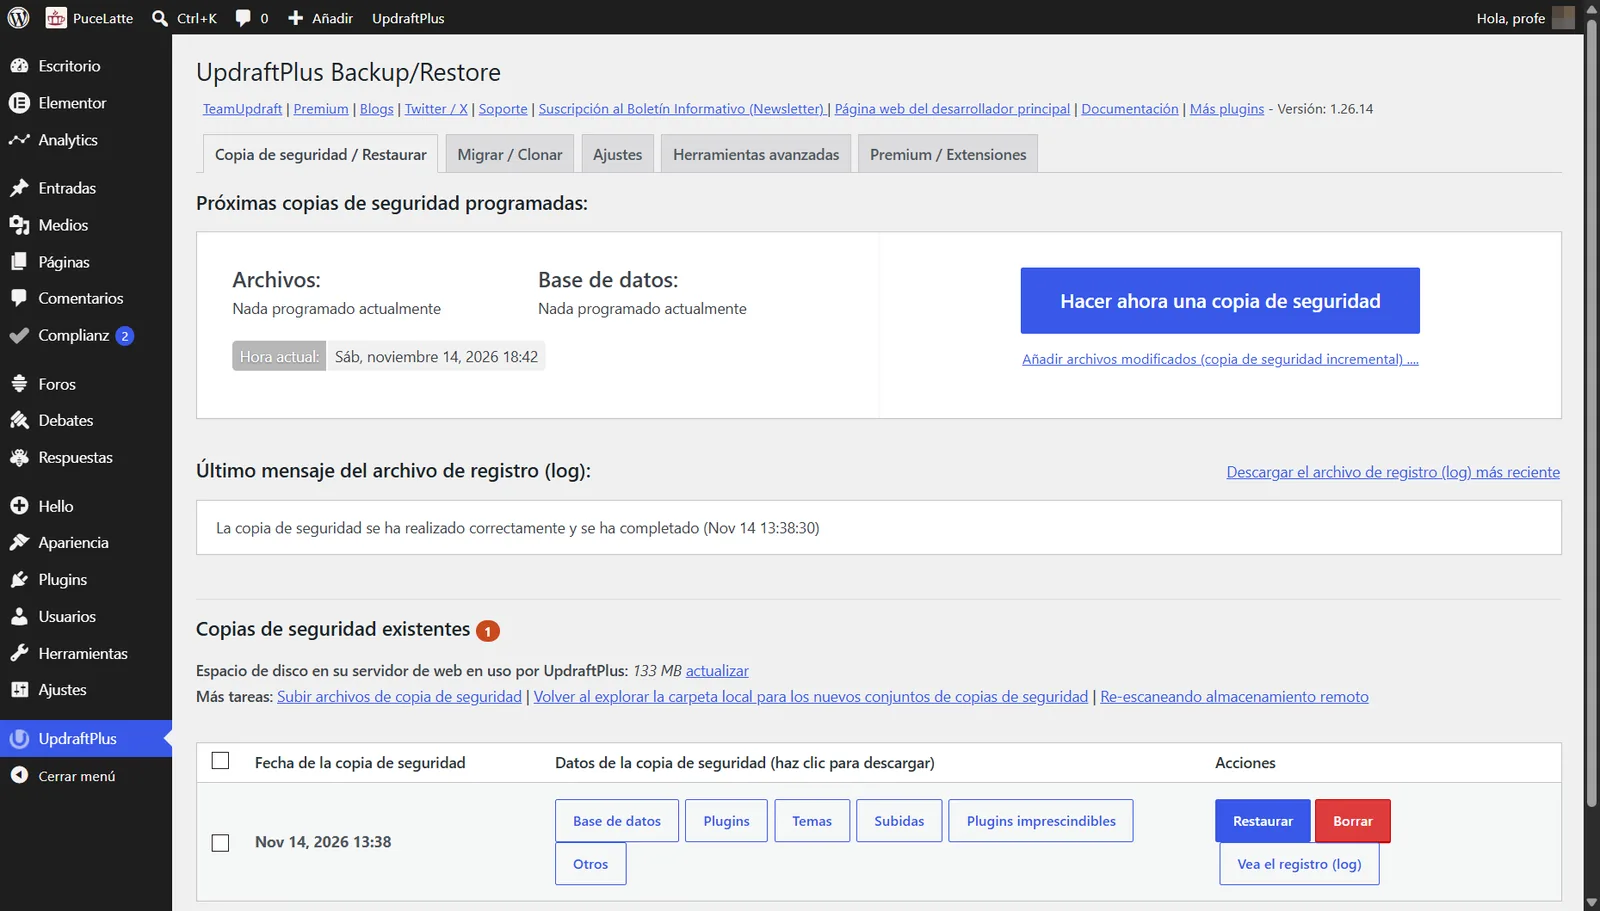 PuceLatte Ctrl+K 0 Añadir UpdraftPlus Hola, profe
Escritorio
Elementor
Analytics
Entradas
Medios
Páginas
Comentarios
Complianz 2
Foros
Debates
Respuestas
Hello
Apariencia
Plugins
Usuarios
Herramientas
Ajustes
UpdraftPlus
Cerrar menú
UpdraftPlus Backup/Restore
TeamUpdraft | Premium | Blogs | Twitter / X | Soporte | Suscripción al Boletín Informativo (Newsletter) | Página web del desarrollador principal | Documentación | Más plugins - Versión: 1.26.14
Copia de seguridad / Restaurar Migrar / Clonar Ajustes Herramientas avanzadas Premium / Extensiones
Próximas copias de seguridad programadas:
Archivos:
Nada programado actualmente
Base de datos:
Nada programado actualmente
Hora actual: Sáb, noviembre 14, 2026 18:42
Hacer ahora una copia de seguridad
Añadir archivos modificados (copia de seguridad incremental) ....
Último mensaje del archivo de registro (log):
Descargar el archivo de registro (log) más reciente
La copia de seguridad se ha realizado correctamente y se ha completado (Nov 14 13:38:30)
Copias de seguridad existentes 1
Espacio de disco en su servidor de web en uso por UpdraftPlus: 133 MB actualizar
Más tareas: Subir archivos de copia de seguridad | Volver al explorar la carpeta local para los nuevos conjuntos de copias de seguridad | Re-escaneando almacenamiento remoto
Fecha de la copia de seguridad Datos de la copia de seguridad (haz clic para descargar) Acciones
Nov 14, 2026 13:38
Base de datos Plugins Temas Subidas Plugins imprescindibles
Otros
Restaurar Borrar
Vea el registro (log)